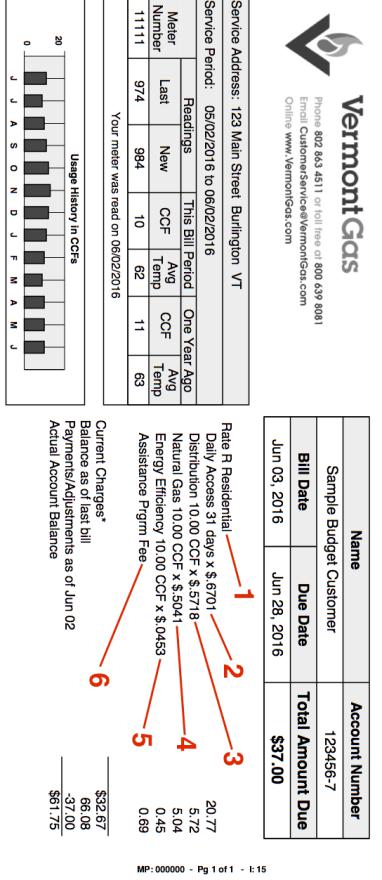 VermontGas
Phone 802 863 4511 or toll free at 800 639 8081
Email CustomerService@VermontGas.com
Online www.VermontGas.com
Name Account Number
Sample Budget Customer 123456-7
Bill Date Due Date Total Amount Due
Jun 03, 2016 Jun 28, 2016 $37.00
Service Address: 123 Main Street Burlington VT
Service Period: 05/02/2016 to 06/02/2016
Meter Number Readings This Bill Period One Year Ago
Last New CCF Avg Temp CCF Avg Temp
11111 974 984 10 62 11 63
Your meter was read on 06/02/2016
Usage History in CCFs
20
0
J J A S O N D J F M A M J
Rate R Residential 1
Daily Access 31 days x $.6701 2 20.77
Distribution 10.00 CCF x $.5718 3 5.72
Natural Gas 10.00 CCF x $.5041 4 5.04
Energy Efficiency 10.00 CCF x $.0453 5 0.45
Assistance Prgrm Fee 6 0.69
Current Charges* $32.67
Balance as of last bill 66.08
Payments/Adjustments as of Jun 02 -37.00
Actual Account Balance $61.75
MP: 000000 - Pg 1 of 1 - I: 15